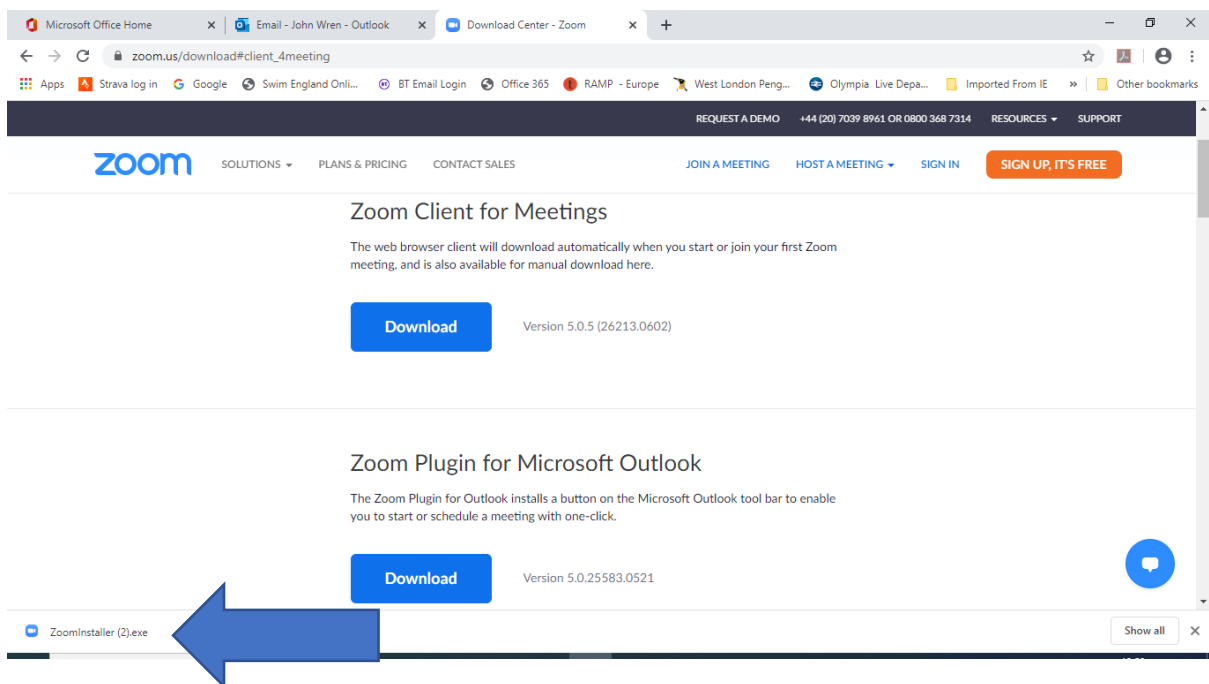 Microsoft Office Home
Email - John Wren - Outlook
Download Center - Zoom
zoom.us/download#client_4meeting
Apps Strava log in Google Swim England Onli... BT Email Login Office 365 RAMP - Europe West London Peng... Olympia Live Depa... Imported From IE » Other bookmarks
REQUEST A DEMO +44 (20) 7039 8961 OR 0800 368 7314 RESOURCES SUPPORT
zoom SOLUTIONS PLANS & PRICING CONTACT SALES JOIN A MEETING HOST A MEETING SIGN IN SIGN UP, IT'S FREE
Zoom Client for Meetings
The web browser client will download automatically when you start or join your first Zoom
meeting, and is also available for manual download here.
Download Version 5.0.5 (26213.0602)
Zoom Plugin for Microsoft Outlook
The Zoom Plugin for Outlook installs a button on the Microsoft Outlook tool bar to enable
you to start or schedule a meeting with one-click.
Download Version 5.0.25583.0521
ZoomInstaller (2).exe Show all